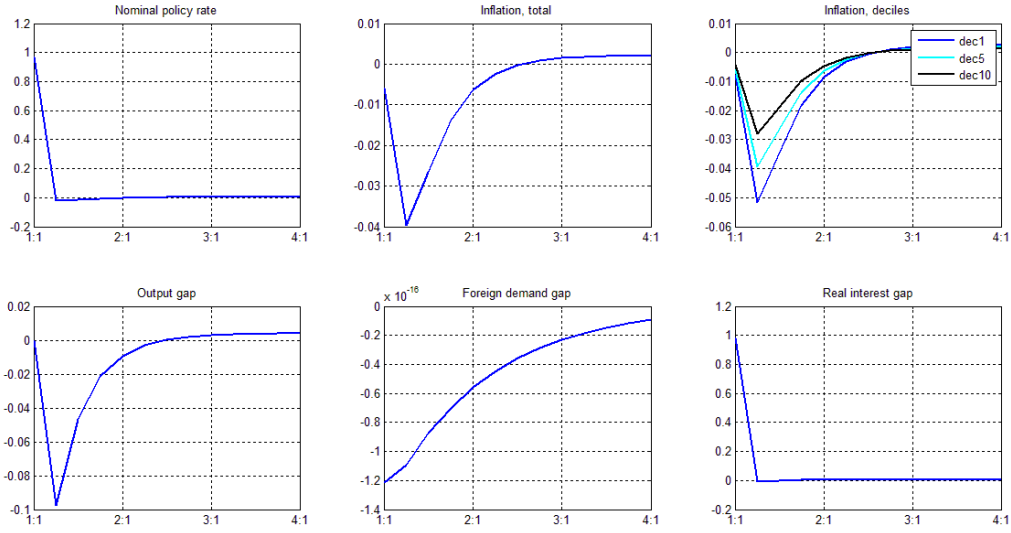 Nominal policy rate
1.2
1
0.8
0.6
0.4
0.2
0
-0.2
1:1 2:1 3:1 4:1
Inflation, total
0.01
0
-0.01
-0.02
-0.03
-0.04
1:1 2:1 3:1 4:1
Inflation, deciles
0.01
0
-0.01
-0.02
-0.03
-0.04
-0.05
-0.06
1:1 2:1 3:1 4:1
dec1
dec5
dec10
Output gap
0.02
0
-0.02
-0.04
-0.06
-0.08
-0.1
1:1 2:1 3:1 4:1
x 10^-16
Foreign demand gap
0
-0.2
-0.4
-0.6
-0.8
-1
-1.2
-1.4
1:1 2:1 3:1 4:1
Real interest gap
1.2
1
0.8
0.6
0.4
0.2
0
-0.2
1:1 2:1 3:1 4:1